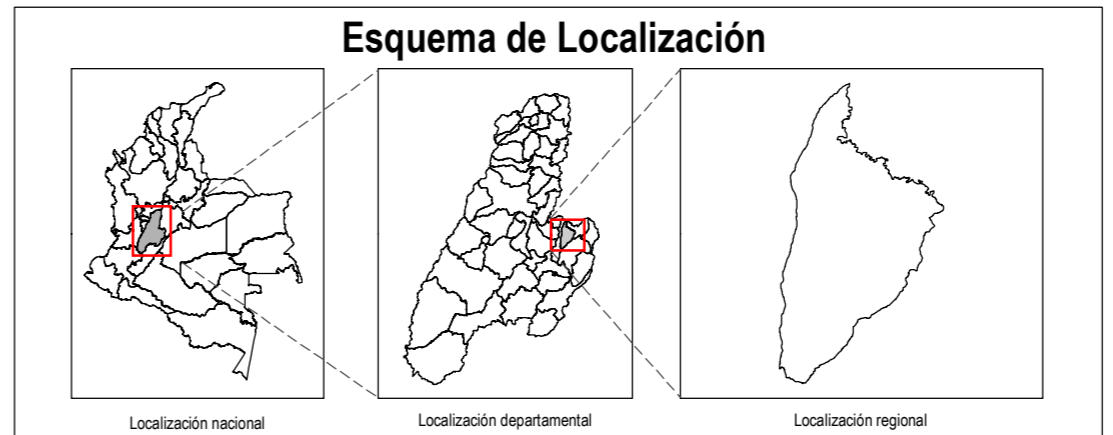 Esquema de Localización
Localización nacional
Localización departamental
Localización regional